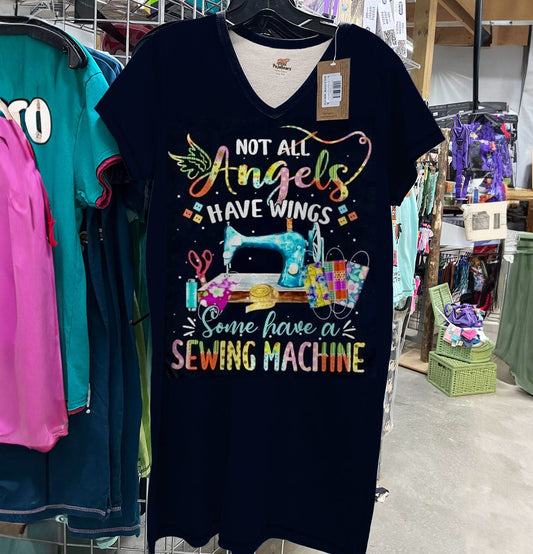 NOT ALL
Angels
HAVE WINGS
Some have a
SEWING MACHINE